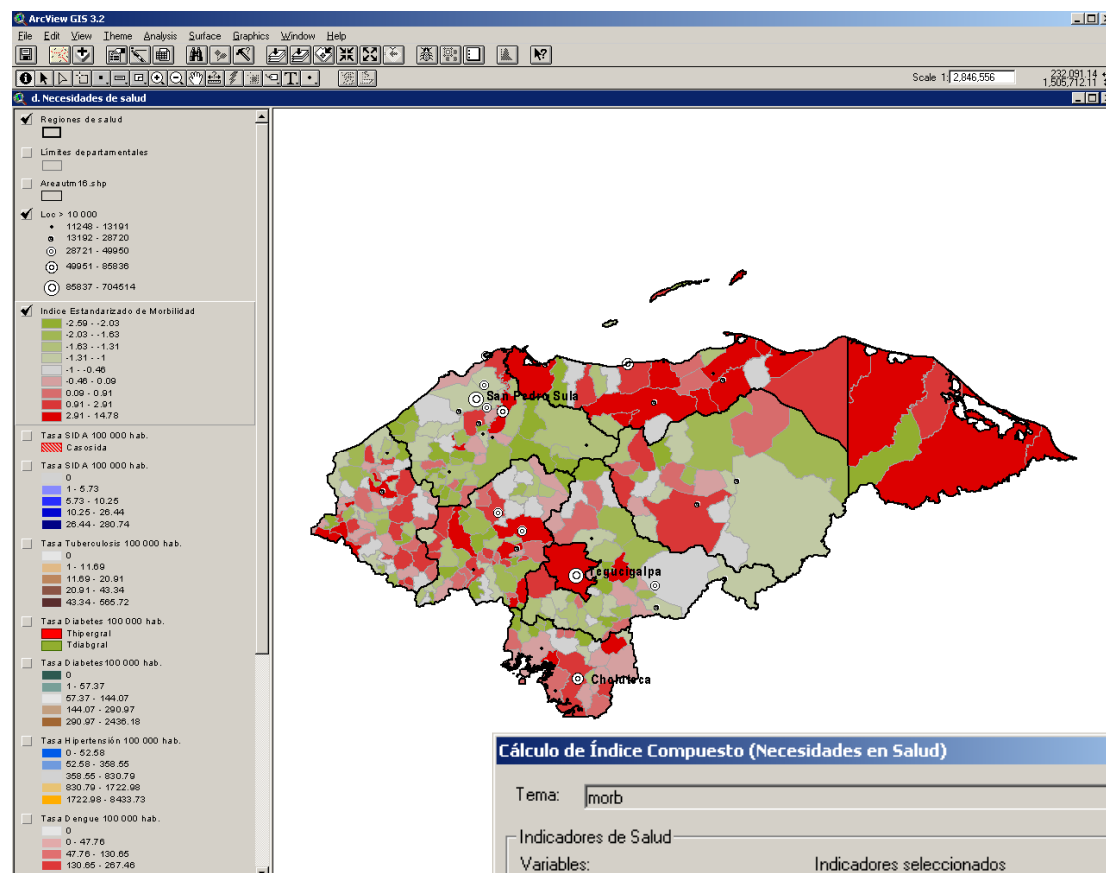 ArcView GIS 3.2
File Edit View Theme Analysis Surface Graphics Window Help
Scale 1: 2,846,556
232,091.14
1,505,712.11
d. Necesidades de salud
Regiones de salud
Límites departamentales
Areautm16.shp
Loc > 10 000
11248 - 13191
13192 - 28720
28721 - 49950
49951 - 85836
85837 - 704514
Indice Estandarizado de Morbilidad
-2.59 - -2.03
-2.03 - -1.63
-1.63 - -1.31
-1.31 - -1
-1 - -0.46
-0.46 - 0.09
0.09 - 0.91
0.91 - 2.91
2.91 - 14.78
Tasa SIDA 100 000 hab.
Casosida
Tasa SIDA 100 000 hab.
0
1 - 5.73
5.73 - 10.25
10.25 - 26.44
26.44 - 280.74
Tasa Tuberculosis 100 000 hab.
0
1 - 11.69
11.69 - 20.91
20.91 - 43.34
43.34 - 565.72
Tasa Diabetes 100 000 hab.
Thipergral
Tdiabgral
Tasa Diabetes100 000 hab.
0
1 - 57.37
57.37 - 144.07
144.07 - 290.97
290.97 - 2436.18
Tasa Hipertensión 100 000 hab.
0 - 52.58
52.58 - 358.55
358.55 - 830.79
830.79 - 1722.98
1722.98 - 8433.73
Tasa Dengue 100 000 hab.
0
0 - 47.76
47.76 - 130.65
130.65 - 267.46
San Pedro Sula
Tegucigalpa
Choluteca
Cálculo de Índice Compuesto (Necesidades en Salud)
Tema: morb
Indicadores de Salud
Variables: Indicadores seleccionados